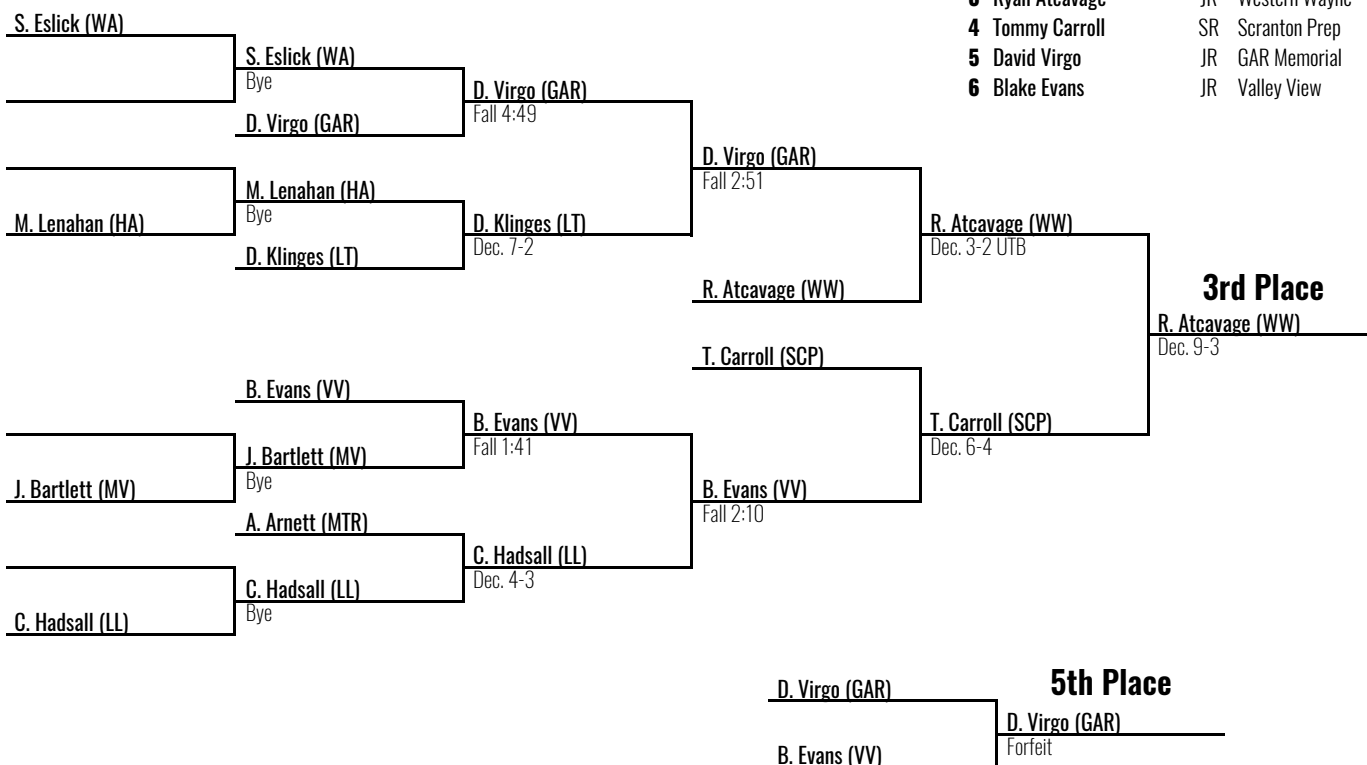 3 Ryan Atcavage JR Western Wayne
4 Tommy Carroll SR Scranton Prep
5 David Virgo JR GAR Memorial
6 Blake Evans JR Valley View
S. Eslick (WA)
S. Eslick (WA)
Bye
D. Virgo (GAR)
D. Virgo (GAR)
Fall 4:49
M. Lenahan (HA)
M. Lenahan (HA)
Bye
D. Klinges (LT)
D. Klinges (LT)
Dec. 7-2
D. Virgo (GAR)
Fall 2:51
R. Atcavage (WW)
R. Atcavage (WW)
Dec. 3-2 UTB
3rd Place
R. Atcavage (WW)
Dec. 9-3
T. Carroll (SCP)
T. Carroll (SCP)
Dec. 6-4
B. Evans (VV)
B. Evans (VV)
Fall 1:41
J. Bartlett (MV)
J. Bartlett (MV)
Bye
B. Evans (VV)
Fall 2:10
A. Arnett (MTR)
C. Hadsall (LL)
Dec. 4-3
C. Hadsall (LL)
Bye
C. Hadsall (LL)
5th Place
D. Virgo (GAR)
D. Virgo (GAR)
Forfeit
B. Evans (VV)